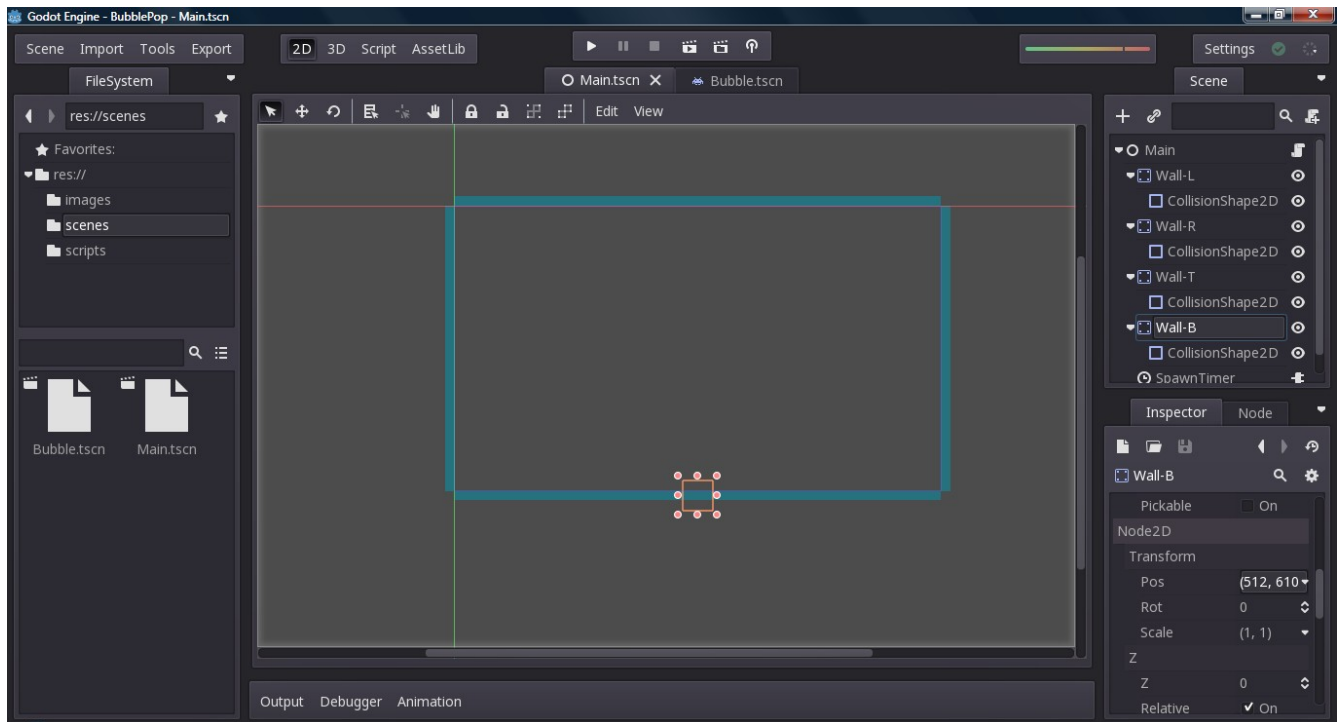 Godot Engine - BubblePop - Main.tscn
Scene Import Tools Export
2D 3D Script AssetLib
Settings
FileSystem
Main.tscn
Bubble.tscn
Scene
res://scenes
Edit View
Favorites:
res://
images
scenes
scripts
Bubble.tscn
Main.tscn
Main
Wall-L
CollisionShape2D
Wall-R
CollisionShape2D
Wall-T
CollisionShape2D
Wall-B
CollisionShape2D
SpawnTimer
Inspector Node
Wall-B
Pickable On
Node2D
Transform
Pos (512, 610
Rot 0
Scale (1, 1)
Z
Z 0
Relative On
Output Debugger Animation